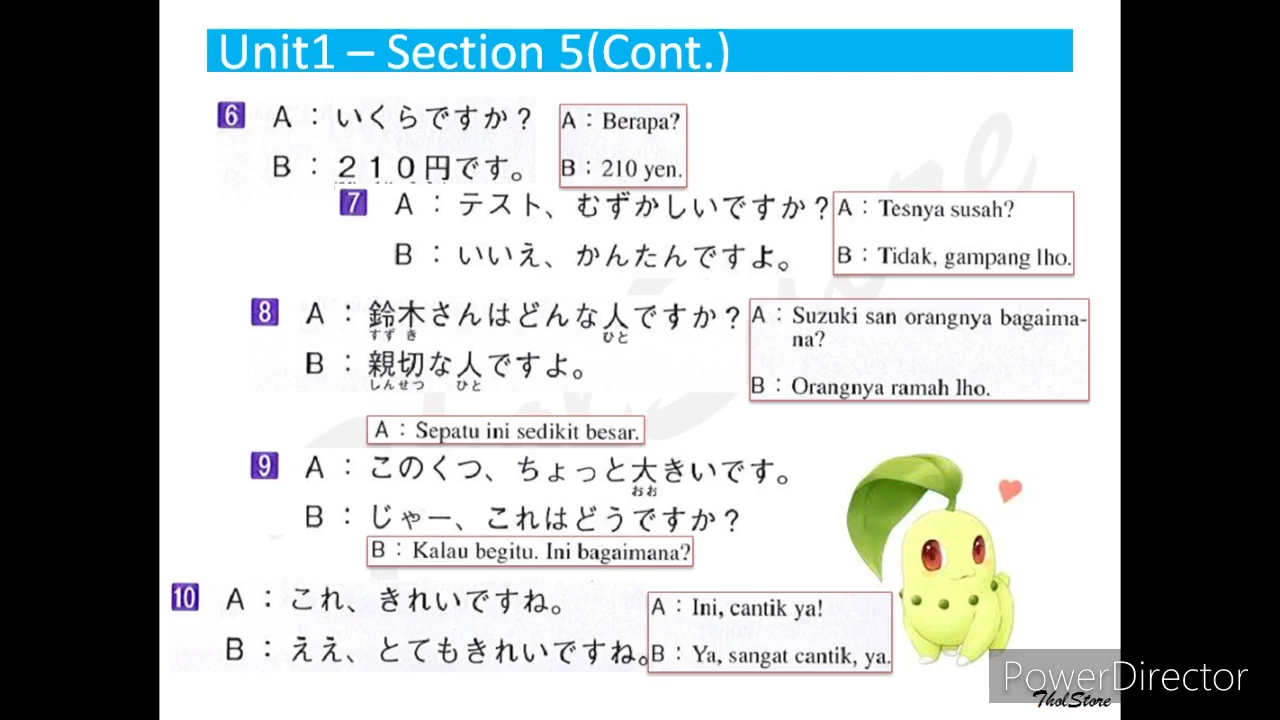 Unit1 – Section 5(Cont.)
6 A：いくらですか？
A：Berapa?
B：２１０円です。
B：210 yen.
7 A：テスト、むずかしいですか？
A：Tesnya susah?
B：いいえ、かんたんですよ。
B：Tidak, gampang lho.
8 A：鈴木さんはどんな人ですか？
すず き ひと
A：Suzuki san orangnya bagaima-
na?
B：親切な人ですよ。
しんせつ ひと
B：Orangnya ramah lho.
A：Sepatu ini sedikit besar.
9 A：このくつ、ちょっと大きいです。
おお
B：じゃー、これはどうですか？
B：Kalau begitu. Ini bagaimana?
10 A：これ、きれいですね。
A：Ini, cantik ya!
B：ええ、とてもきれいですね。
B：Ya, sangat cantik, ya.
PowerDirector
TholStore